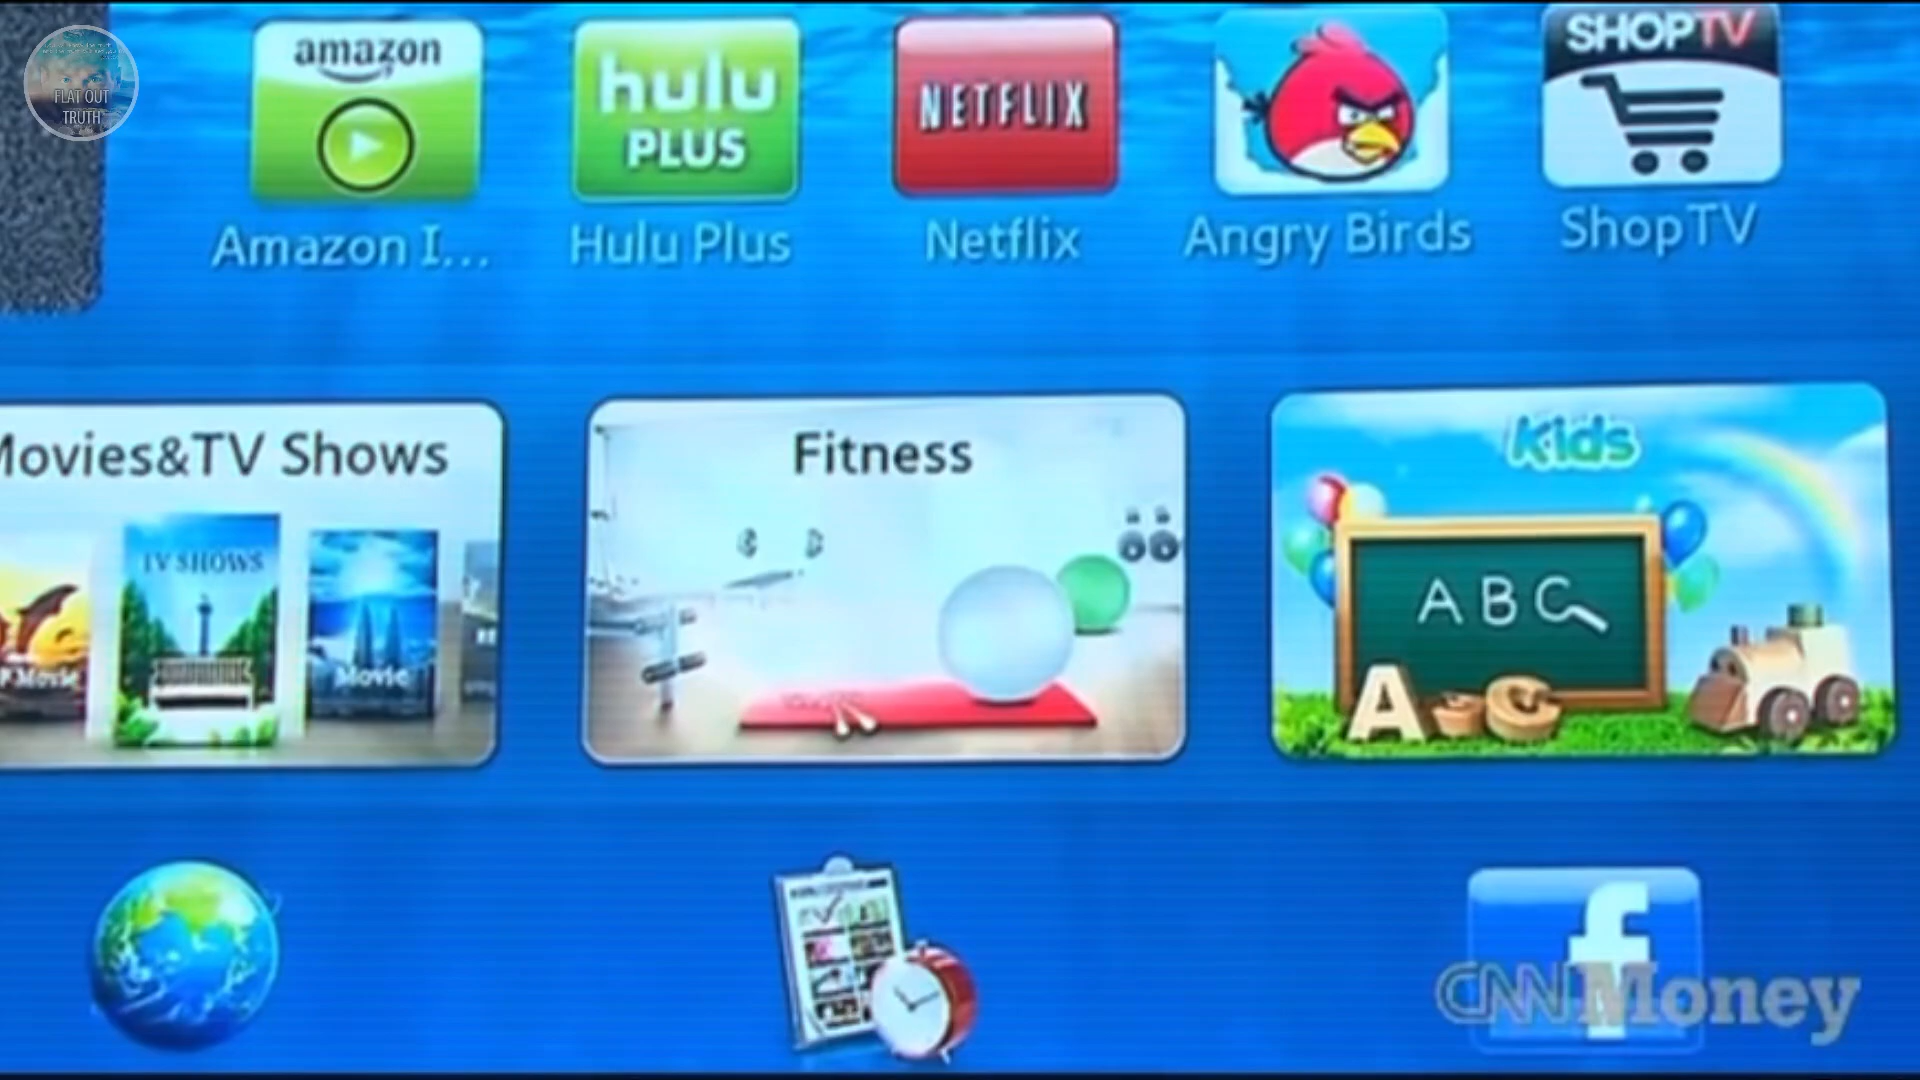 FLAT OUT
TRUTH
amazon
hulu
PLUS
NETFLIX
SHOPTV
Amazon I...
Hulu Plus
Netflix
Angry Birds
ShopTV
Movies&TV Shows
Fitness
Kids
TV SHOWS
Movie
Movie
A B C
A
C
f
CNNMoney